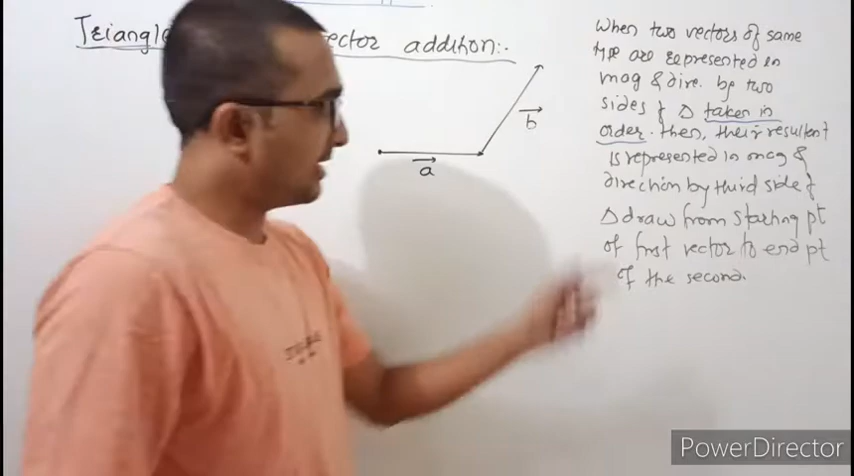 Triangle ector addition:-
When two vectors of same
type are represented in
mag & dire. by two
sides of Δ taken in
order. then, their resultant
is represented in mag &
direction by third side of
Δ draw from starting pt
of first vector to end pt
of the second.
b
a
PowerDirector